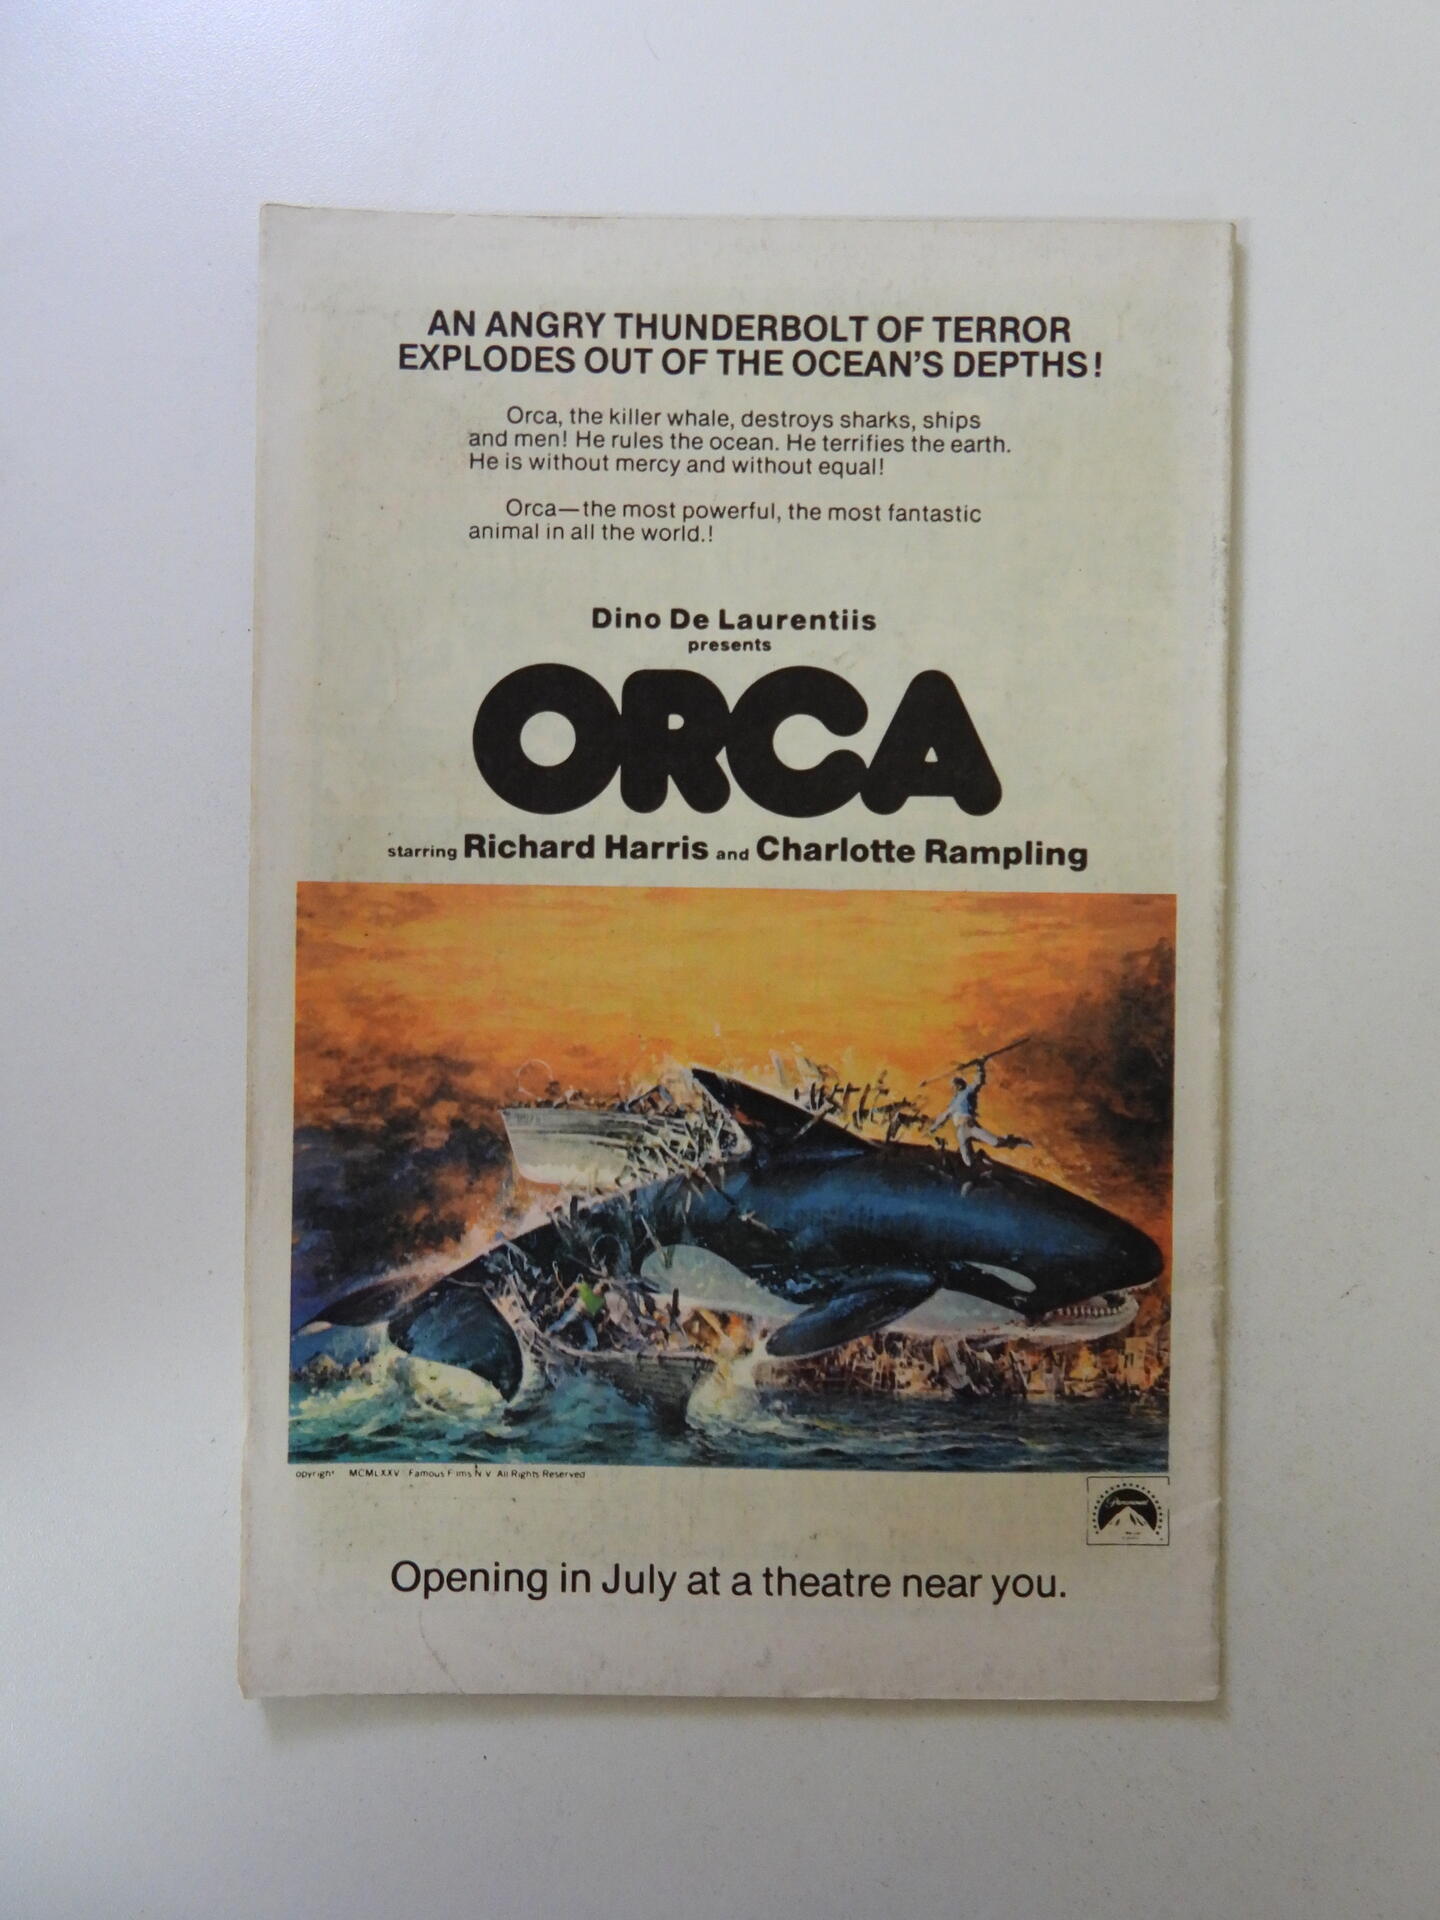 AN ANGRY THUNDERBOLT OF TERROR
EXPLODES OUT OF THE OCEAN'S DEPTHS!
Orca, the killer whale, destroys sharks, ships
and men! He rules the ocean. He terrifies the earth.
He is without mercy and without equal!
Orca—the most powerful, the most fantastic
animal in all the world.!
Dino De Laurentiis
presents
ORCA
starring Richard Harris and Charlotte Rampling
opyright MCMLXXV Famous Films N V All Rights Reserved
Paramount
Opening in July at a theatre near you.